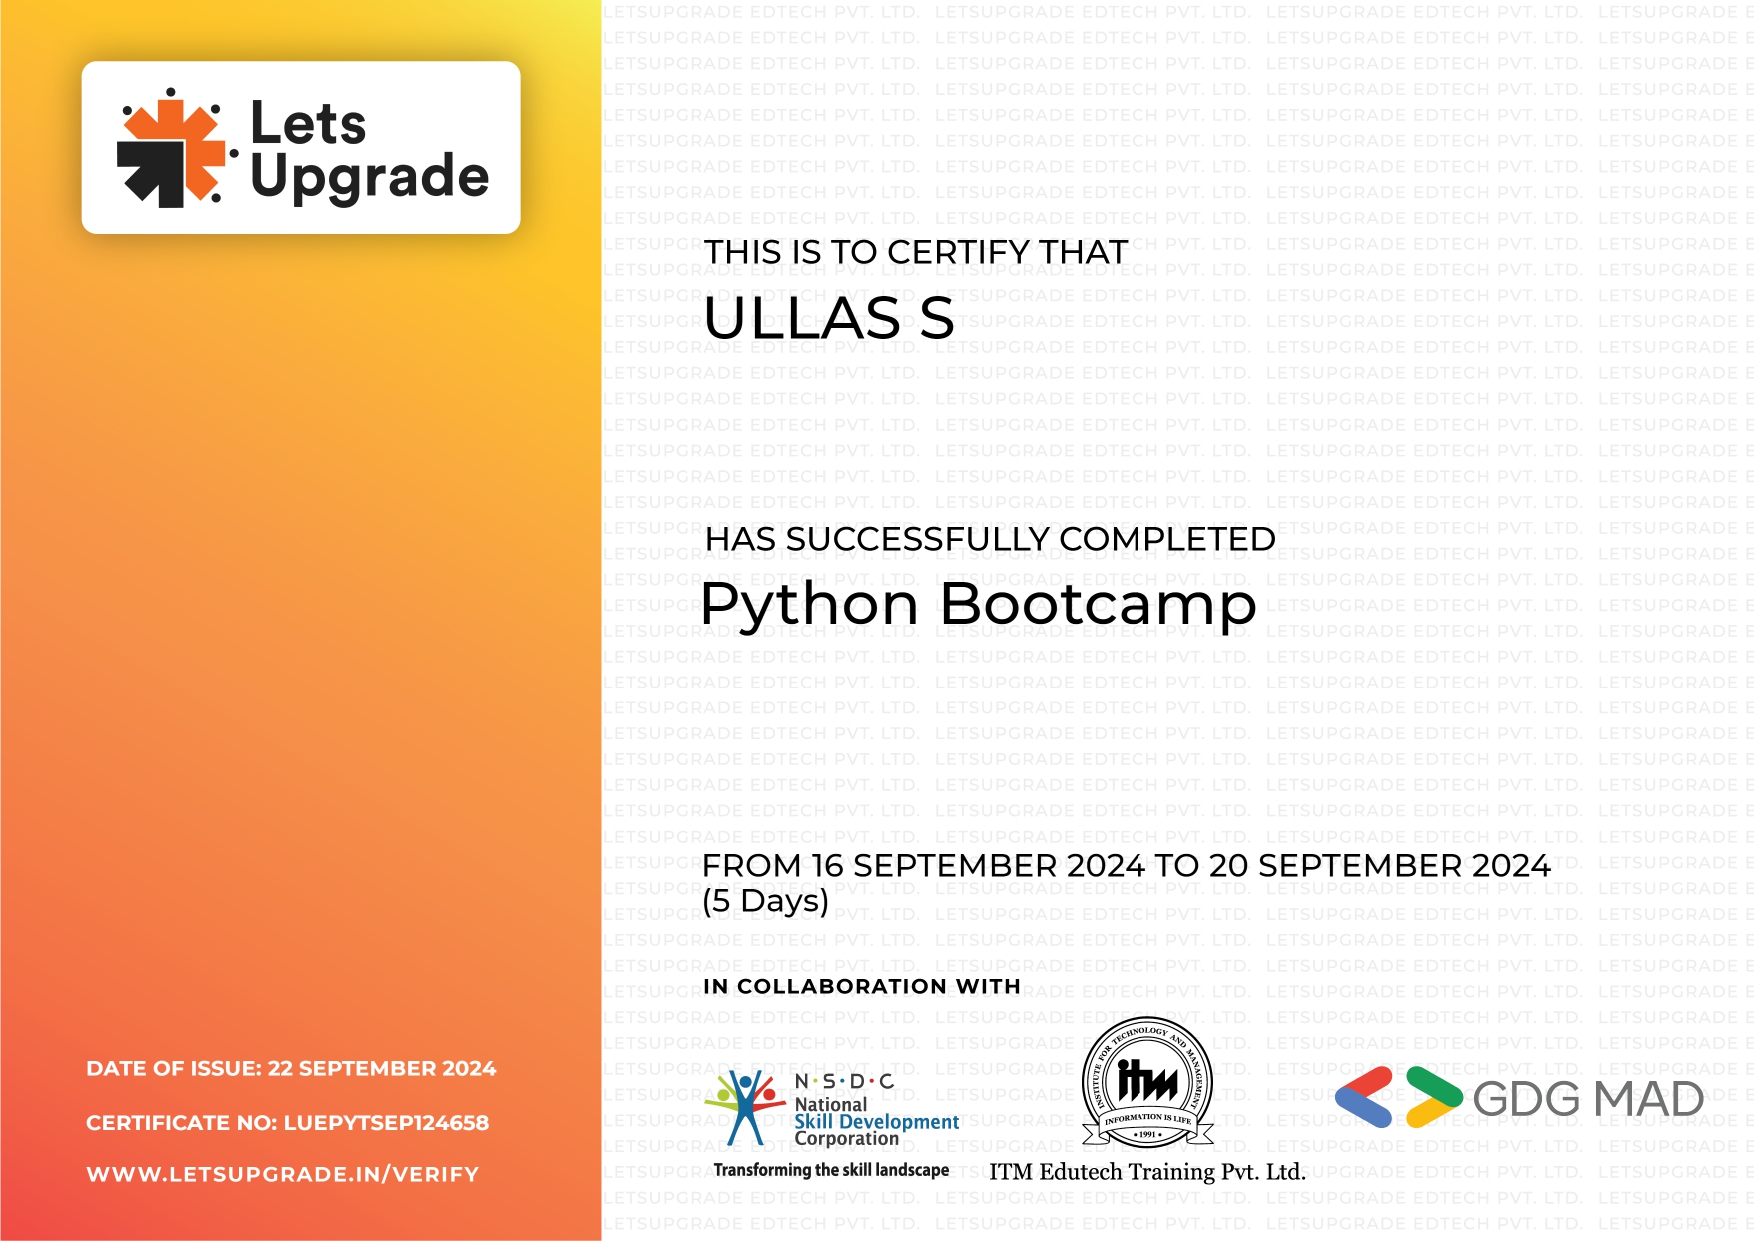 Lets
Upgrade
THIS IS TO CERTIFY THAT
ULLAS S
HAS SUCCESSFULLY COMPLETED
Python Bootcamp
FROM 16 SEPTEMBER 2024 TO 20 SEPTEMBER 2024
(5 Days)
IN COLLABORATION WITH
N·S·D·C
National
Skill Development
Corporation
Transforming the skill landscape
INSTITUTE FOR TECHNOLOGY AND MANAGEMENT
itm
INFORMATION IS LIFE
• 1991 •
ITM Edutech Training Pvt. Ltd.
GDG MAD
DATE OF ISSUE: 22 SEPTEMBER 2024
CERTIFICATE NO: LUEPYTSEP124658
WWW.LETSUPGRADE.IN/VERIFY
LETSUPGRADE EDTECH PVT. LTD.